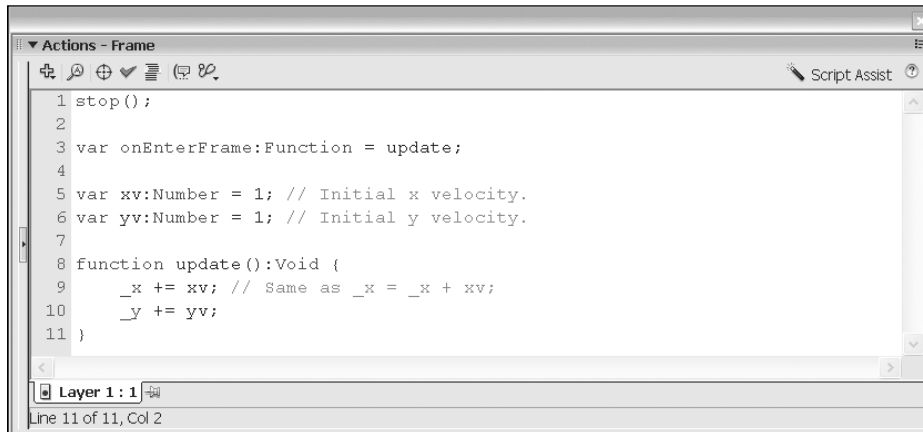 Actions - Frame
Script Assist
1 stop();
2
3 var onEnterFrame:Function = update;
4
5 var xv:Number = 1; // Initial x velocity.
6 var yv:Number = 1; // Initial y velocity.
7
8 function update():Void {
9     _x += xv; // Same as _x = _x + xv;
10     _y += yv;
11 }
Layer 1 : 1
Line 11 of 11, Col 2